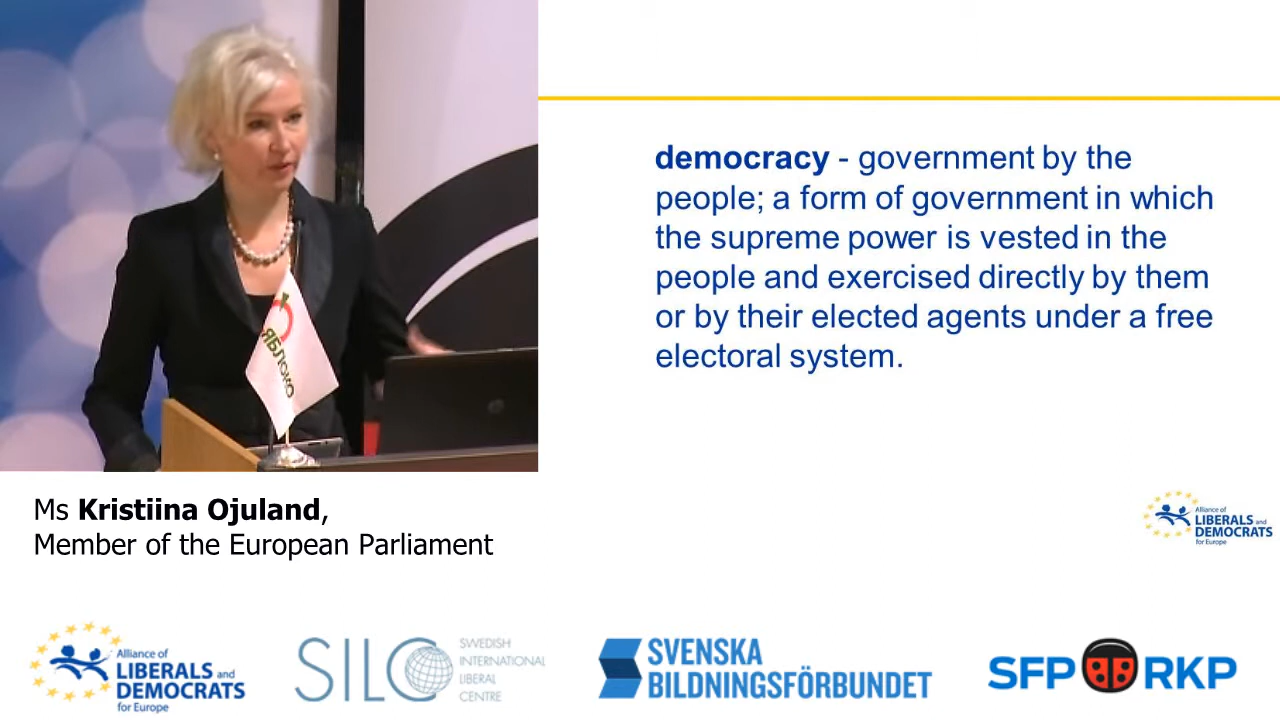 democracy - government by the
people; a form of government in which
the supreme power is vested in the
people and exercised directly by them
or by their elected agents under a free
electoral system.
ЯБЛОКО
Ms Kristiina Ojuland,
Member of the European Parliament
Alliance of
LIBERALS and
DEMOCRATS
for Europe
Alliance of
LIBERALS and
DEMOCRATS
for Europe
SILC
SWEDISH
INTERNATIONAL
LIBERAL
CENTRE
SVENSKA
BILDNINGSFÖRBUNDET
SFP RKP